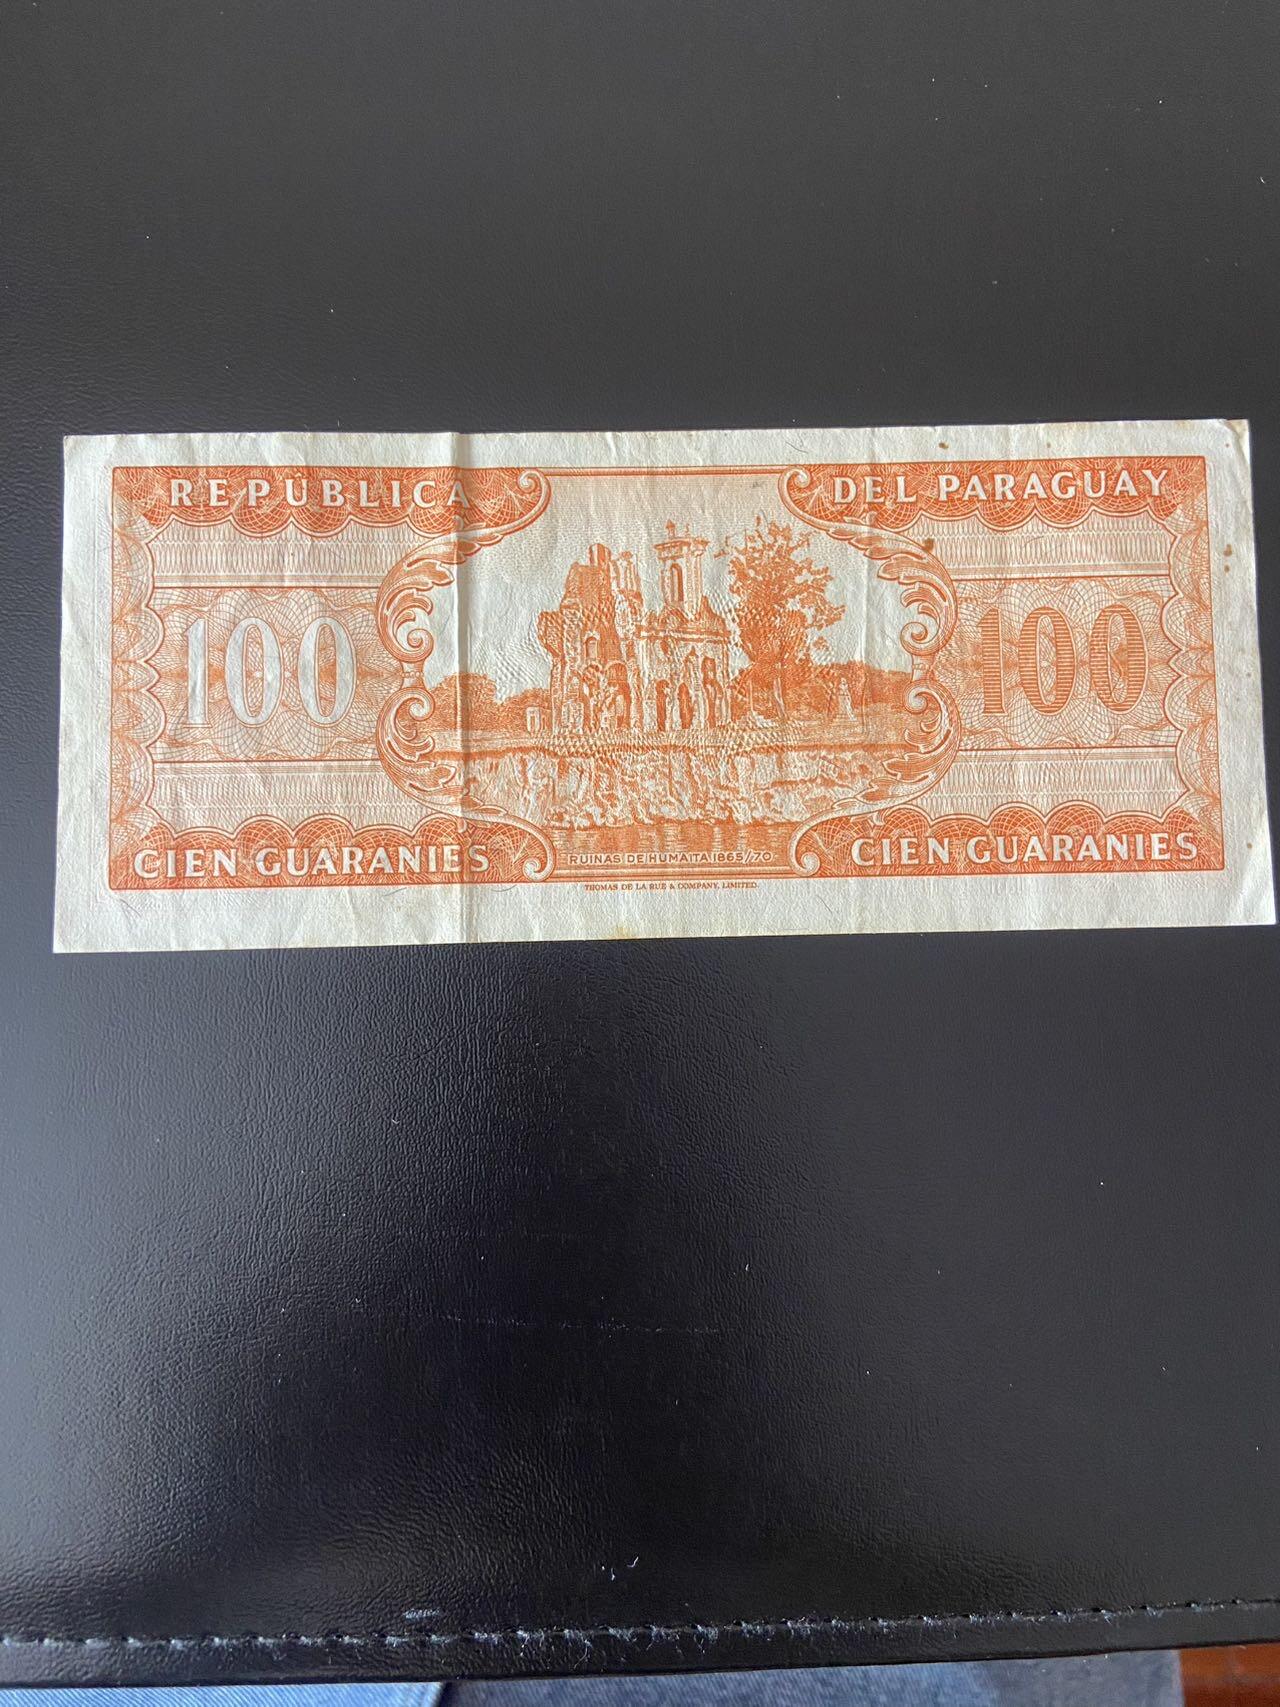 REPÚBLICA DEL PARAGUAY
100 100
CIEN GUARANIES CIEN GUARANIES
RUINAS DE HUMAITA 1865//70
THOMAS DE LA RUE & COMPANY, LIMITED.